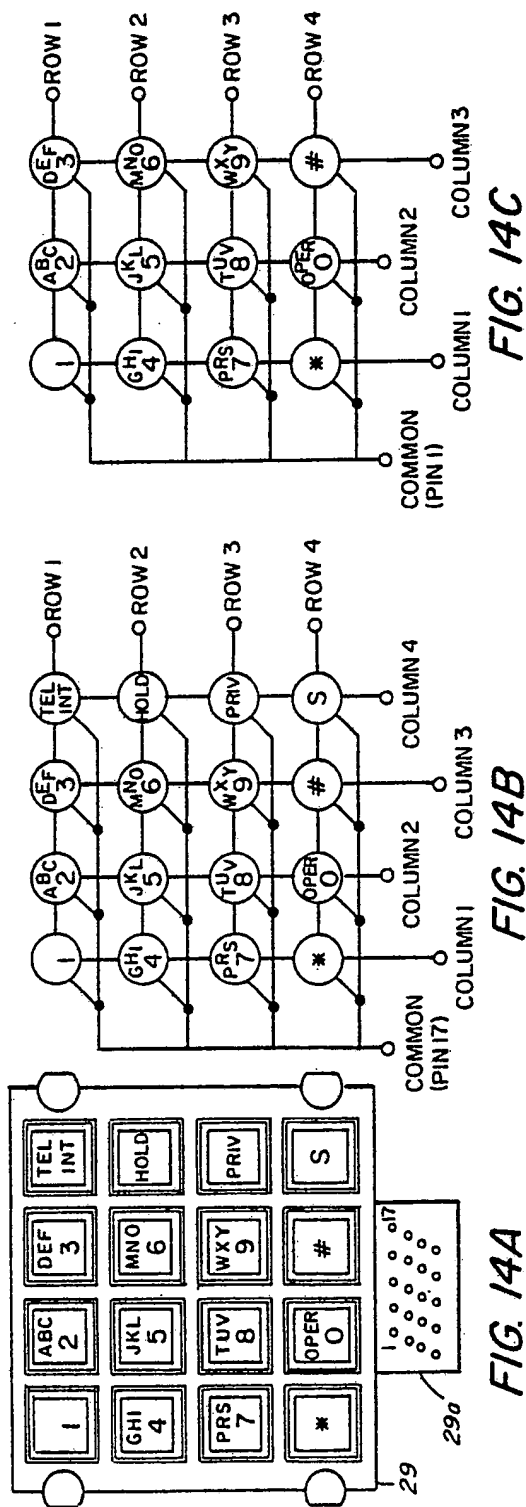 1
ABC 2
DEF 3
TEL INT
GHI 4
JKL 5
MNO 6
HOLD
PRS 7
TUV 8
WXY 9
PRIV
*
OPER 0
#
S
1
17
29
29a
FIG. 14A
1
ABC 2
DEF 3
TEL INT
ROW 1
GHI 4
JKL 5
MNO 6
HOLD
ROW 2
PRS 7
TUV 8
WXY 9
PRIV
ROW 3
*
OPER 0
#
S
ROW 4
COMMON
(PIN 17)
COLUMN 1
COLUMN 2
COLUMN 3
COLUMN 4
FIG. 14B
1
ABC 2
DEF 3
ROW 1
GHI 4
JKL 5
MNO 6
ROW 2
PRS 7
TUV 8
WXY 9
ROW 3
*
OPER 0
#
ROW 4
COMMON
(PIN 1)
COLUMN 1
COLUMN 2
COLUMN 3
FIG. 14C